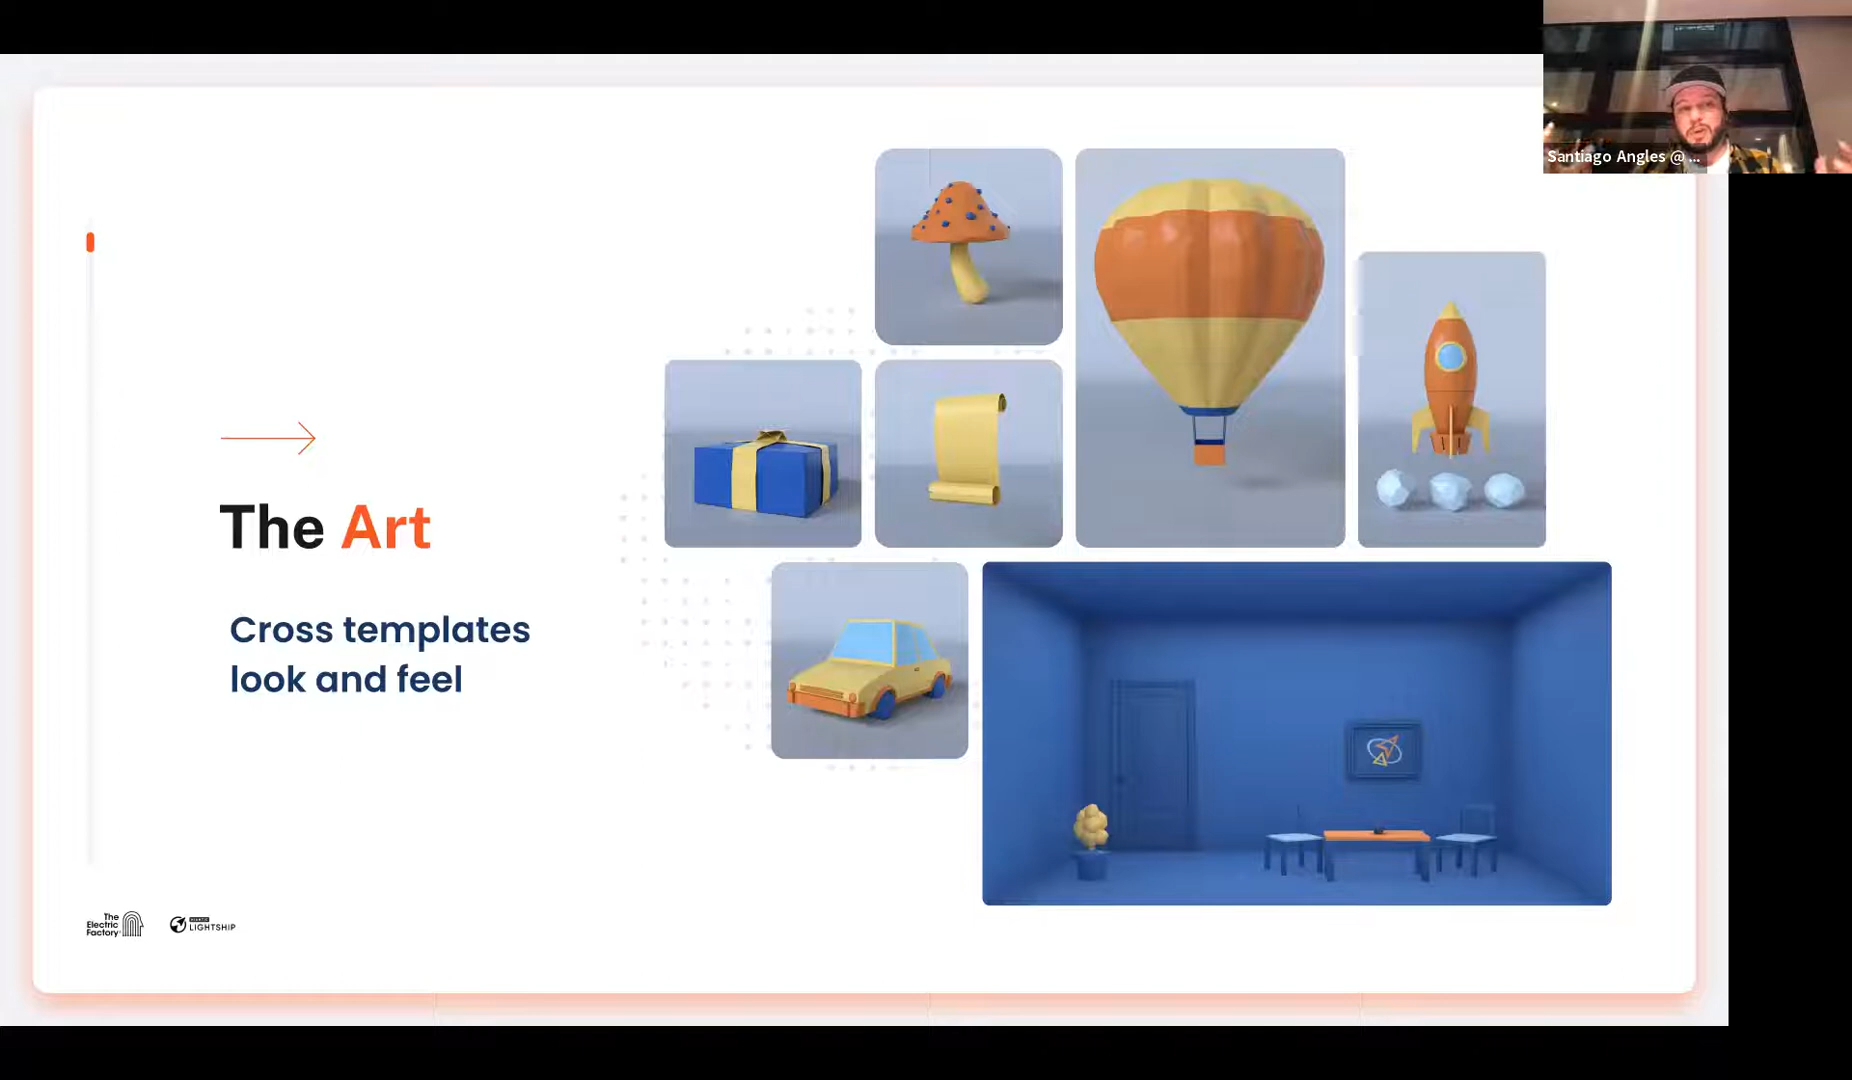 Santiago Angles @ ...
The Art
Cross templates
look and feel
The
Electric
Factory
NIANTIC
LIGHTSHIP